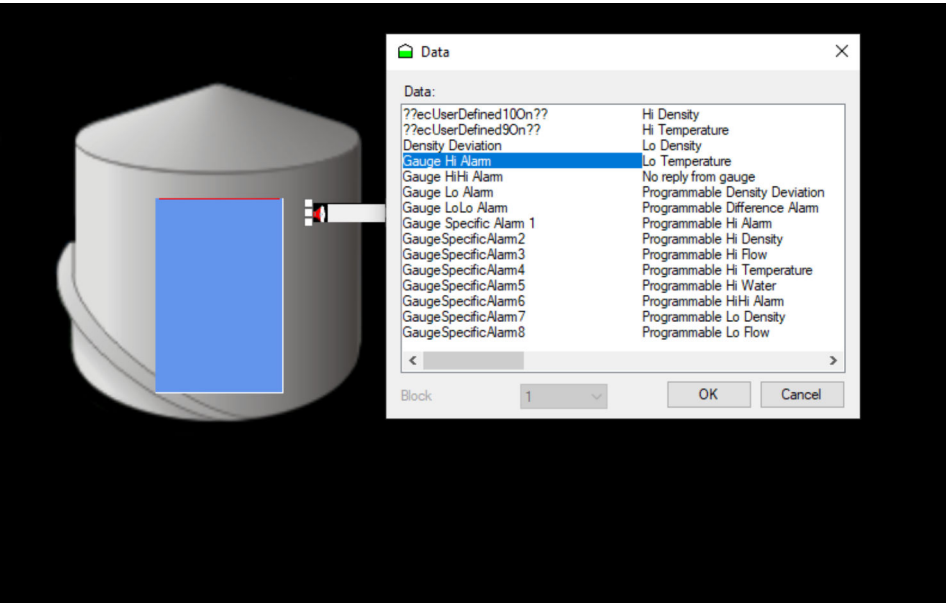 Data
Data:
??ecUserDefined10On??
??ecUserDefined9On??
Density Deviation
Gauge Hi Alarm
Gauge HiHi Alarm
Gauge Lo Alarm
Gauge LoLo Alarm
Gauge Specific Alarm 1
GaugeSpecificAlarm2
GaugeSpecificAlarm3
GaugeSpecificAlarm4
GaugeSpecificAlarm5
GaugeSpecificAlarm6
GaugeSpecificAlarm7
GaugeSpecificAlarm8
Hi Density
Hi Temperature
Lo Density
Lo Temperature
No reply from gauge
Programmable Density Deviation
Programmable Difference Alarm
Programmable Hi Alarm
Programmable Hi Density
Programmable Hi Flow
Programmable Hi Temperature
Programmable Hi Water
Programmable HiHi Alarm
Programmable Lo Density
Programmable Lo Flow
Block
1
OK
Cancel